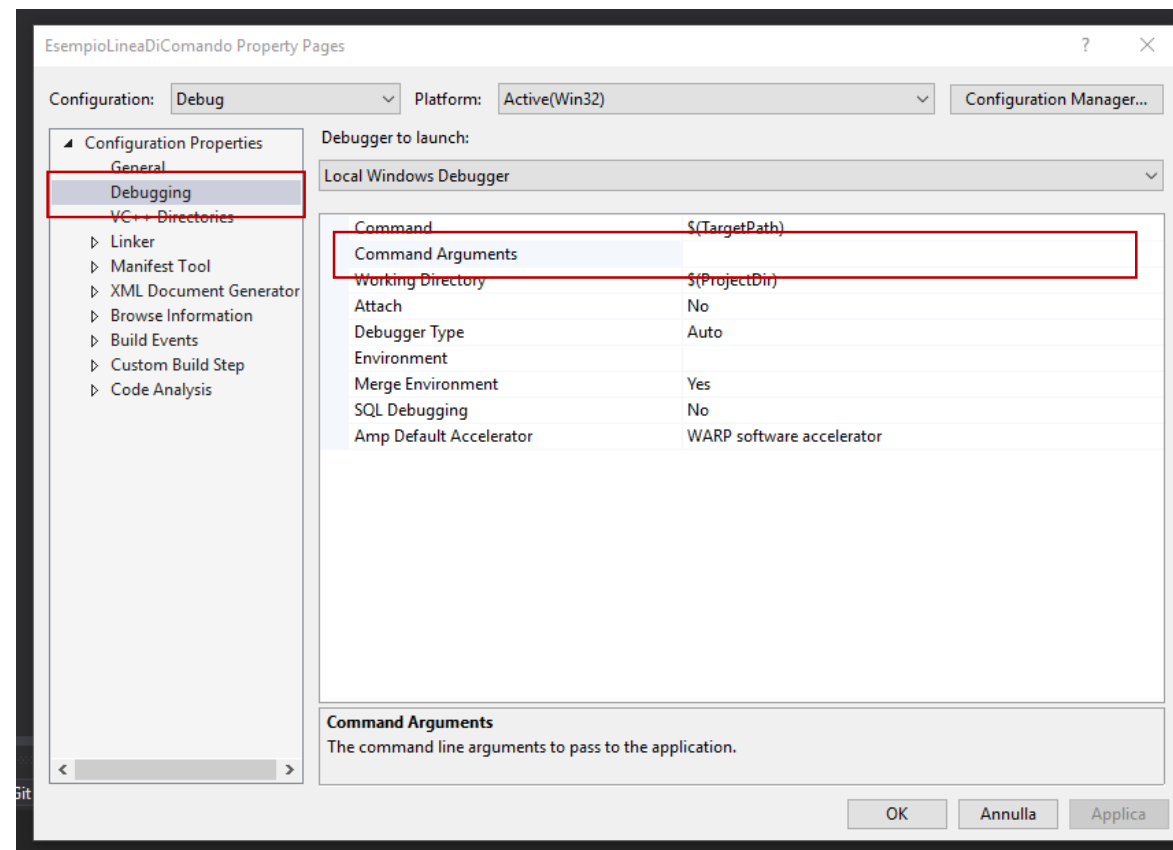 EsempioLineaDiComando Property Pages ?
Configuration: Debug Platform: Active(Win32) Configuration Manager...
Configuration Properties
General
Debugging
VC++ Directories
Linker
Manifest Tool
XML Document Generator
Browse Information
Build Events
Custom Build Step
Code Analysis
Debugger to launch:
Local Windows Debugger
Command $(TargetPath)
Command Arguments
Working Directory $(ProjectDir)
Attach No
Debugger Type Auto
Environment
Merge Environment Yes
SQL Debugging No
Amp Default Accelerator WARP software accelerator
Command Arguments
The command line arguments to pass to the application.
Git
OK Annulla Applica